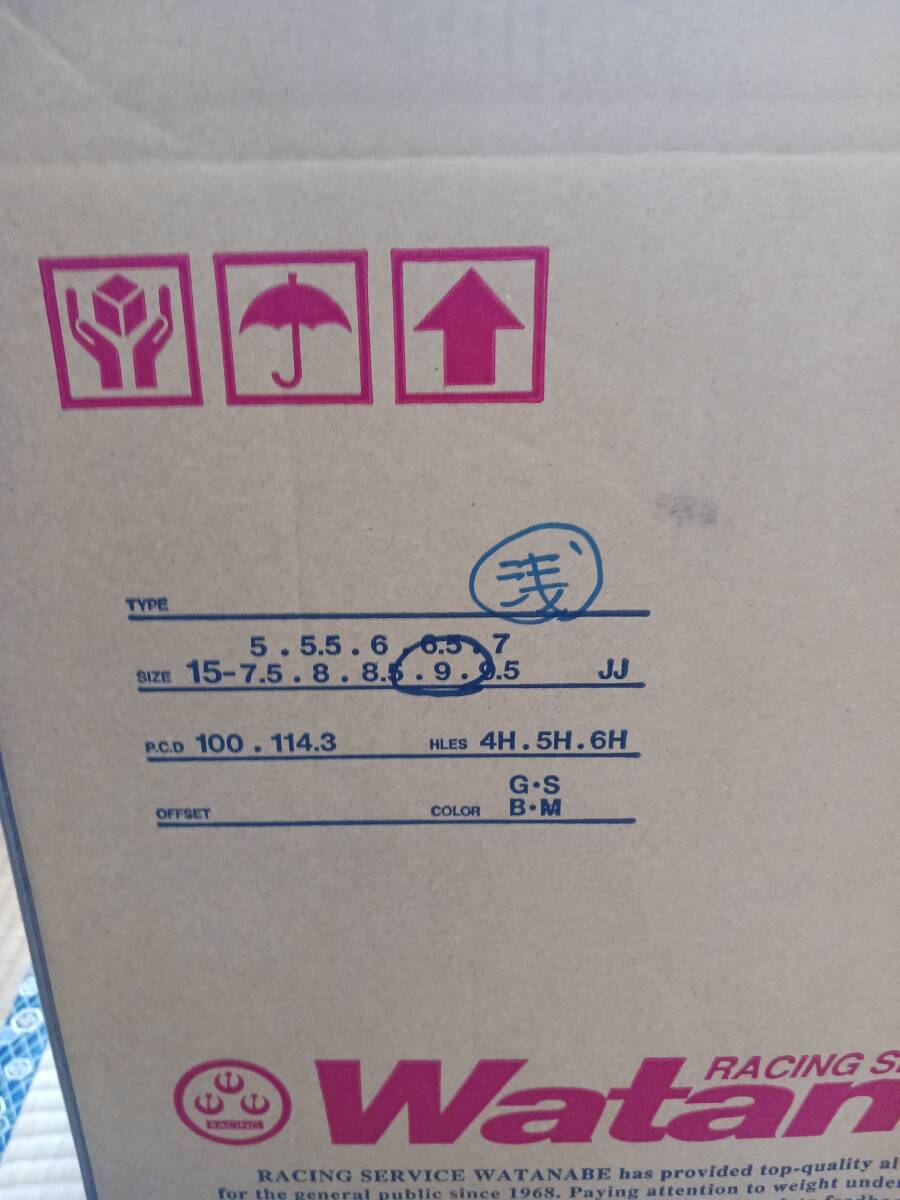 浅
TYPE
5 . 5.5 . 6 . 6.5 . 7
SIZE 15-7.5 . 8 . 8.5 . 9 . 9.5 JJ
P.C.D 100 . 114.3 HLES 4H . 5H . 6H
G・S
OFFSET COLOR B・M
RACING
RACING
Watan
RACING SERVICE WATANABE has provided top-quality
for the general public since 1968. Paying attention to weight